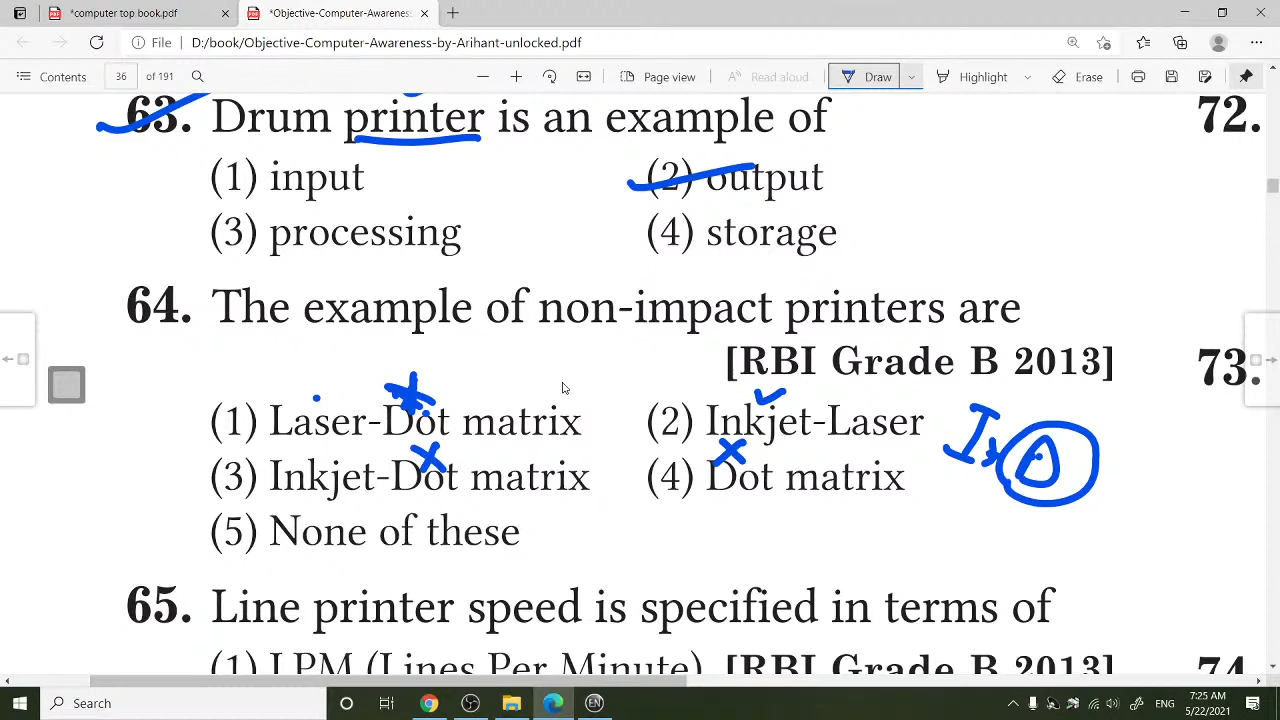 *computer top book.pdf
*Objective-Computer-Awareness
File
D:/book/Objective-Computer-Awareness-by-Arihant-unlocked.pdf
Contents
36 of 191
Page view
Read aloud
Draw
Highlight
Erase
63. Drum printer is an example of
72.
(1) input
(2) output
(3) processing
(4) storage
64. The example of non-impact printers are
[RBI Grade B 2013]
73.
(1) Laser-Dot matrix
(2) Inkjet-Laser
(3) Inkjet-Dot matrix
(4) Dot matrix
(5) None of these
65. Line printer speed is specified in terms of
(1) LPM (Lines Per Minute)
[RBI Grade B 2013]
74.
Search
EN
7:25 AM
5/22/2021